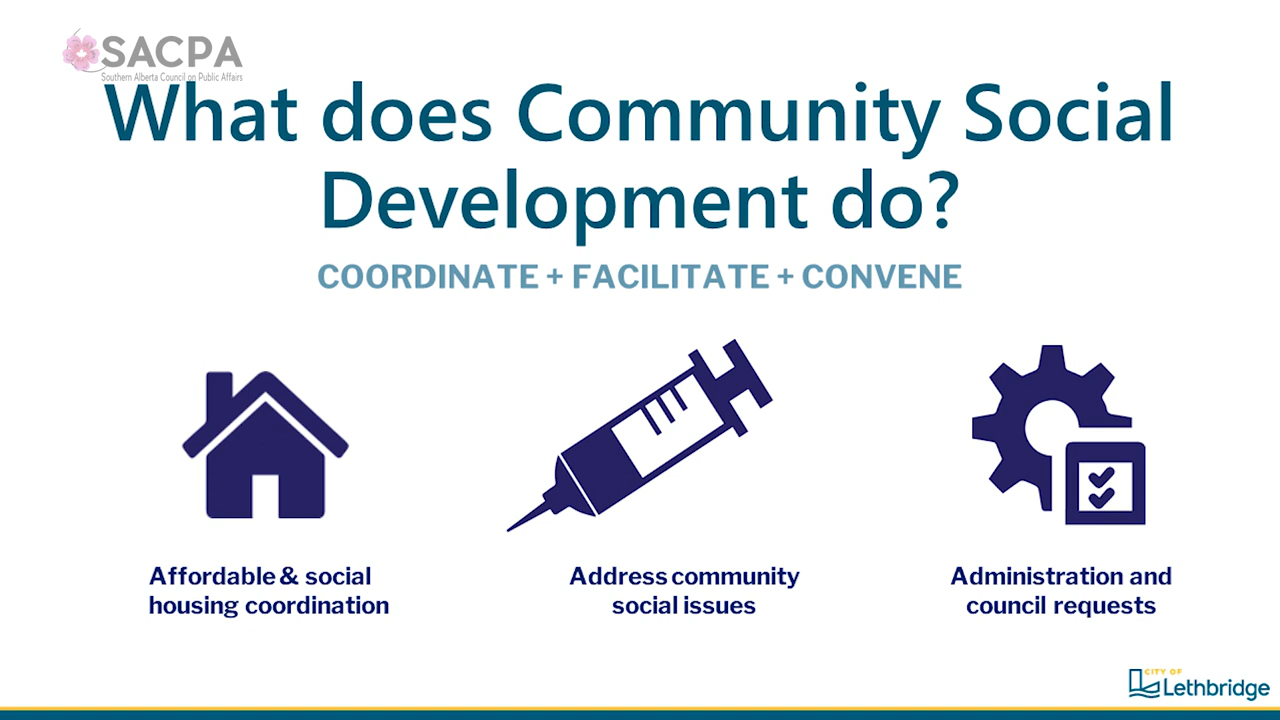 SACPA
Southern Alberta Council on Public Affairs
What does Community Social
Development do?
COORDINATE + FACILITATE + CONVENE
Affordable & social
housing coordination
Address community
social issues
Administration and
council requests
CITY OF
Lethbridge